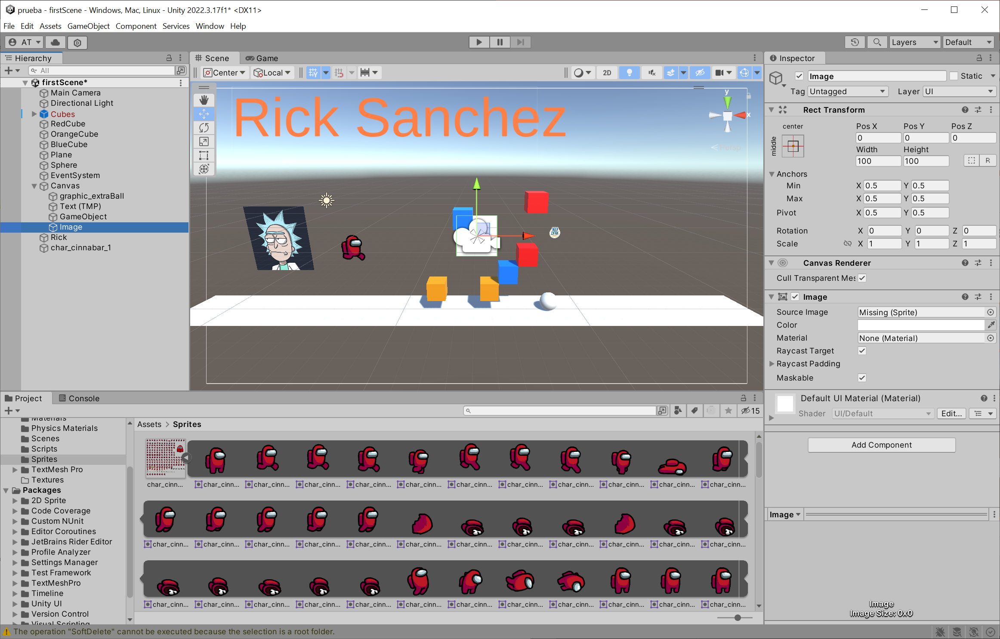 prueba - firstScene - Windows, Mac, Linux - Unity 2022.3.17f1* <DX11>
File Edit Assets GameObject Component Services Window Help
AT
Layers
Default
Hierarchy
All
firstScene*
Main Camera
Directional Light
Cubes
RedCube
OrangeCube
BlueCube
Plane
Sphere
EventSystem
Canvas
graphic_extraBall
Text (TMP)
GameObject
Image
Rick
char_cinnabar_1
Scene
Game
Center
Local
2D
Rick Sanchez
y
x
< Persp
BOLA
EXTRA
Inspector
Image
Static
Tag Untagged
Layer UI
Rect Transform
center
middle
Pos X Pos Y Pos Z
0 0 0
Width Height
100 100
R
Anchors
Min X 0.5 Y 0.5
Max X 0.5 Y 0.5
Pivot X 0.5 Y 0.5
Rotation X 0 Y 0 Z 0
Scale X 1 Y 1 Z 1
Canvas Renderer
Cull Transparent Mes
Image
Source Image Missing (Sprite)
Color
Material None (Material)
Raycast Target
Raycast Padding
Maskable
Default UI Material (Material)
Shader UI/Default Edit...
Add Component
Image
Image
Image Size: 0x0
Project
Console
15
Materials
Physics Materials
Scenes
Scripts
Sprites
TextMesh Pro
Textures
Packages
2D Sprite
Code Coverage
Custom NUnit
Editor Coroutines
JetBrains Rider Editor
Profile Analyzer
Settings Manager
Test Framework
TextMeshPro
Timeline
Unity UI
Version Control
Visual Scripting
Assets > Sprites
char_cinn... char_cinn... char_cinn... char_cinn... char_cinn... char_cinn... char_cinn... char_cinn... char_cinn... char_cinn... char_cinn... char_cinn...
char_cinn... char_cinn... char_cinn... char_cinn... char_cinn... char_cinn... char_cinn... char_cinn... char_cinn... char_cinn... char_cinn... char_cinn...
char_cinn... char_cinn... char_cinn... char_cinn... char_cinn... char_cinn... char_cinn... char_cinn... char_cinn... char_cinn... char_cinn... char_cinn...
The operation "SoftDelete" cannot be executed because the selection is a root folder.